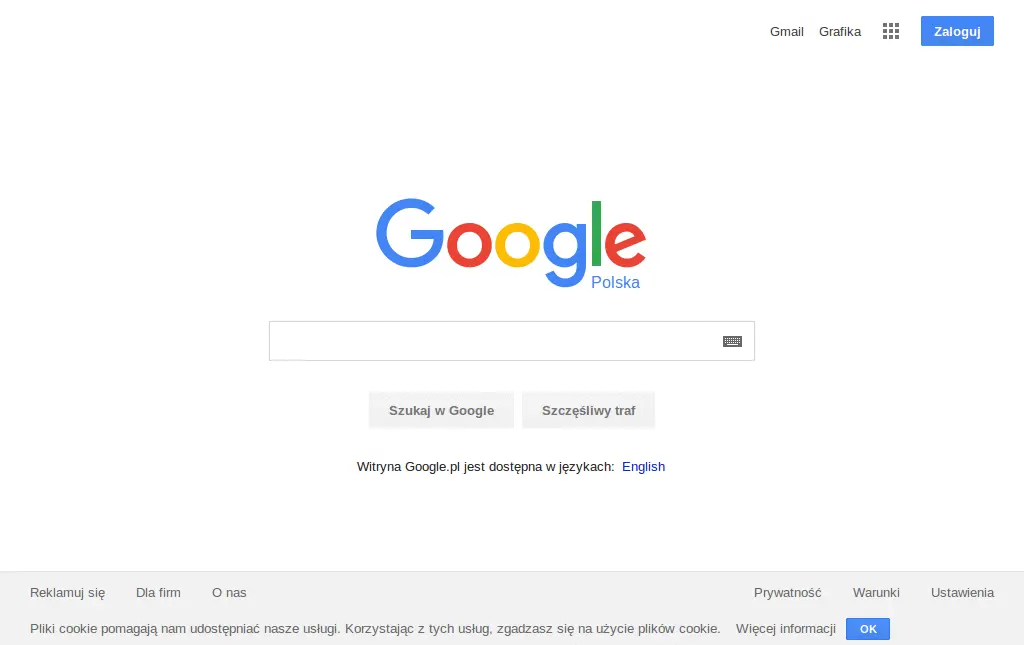 Gmail Grafika Zaloguj
Google
Polska
Szukaj w Google Szczęśliwy traf
Witryna Google.pl jest dostępna w językach: English
Reklamuj się Dla firm O nas Prywatność Warunki Ustawienia
Pliki cookie pomagają nam udostępniać nasze usługi. Korzystając z tych usług, zgadzasz się na użycie plików cookie. Więcej informacji OK